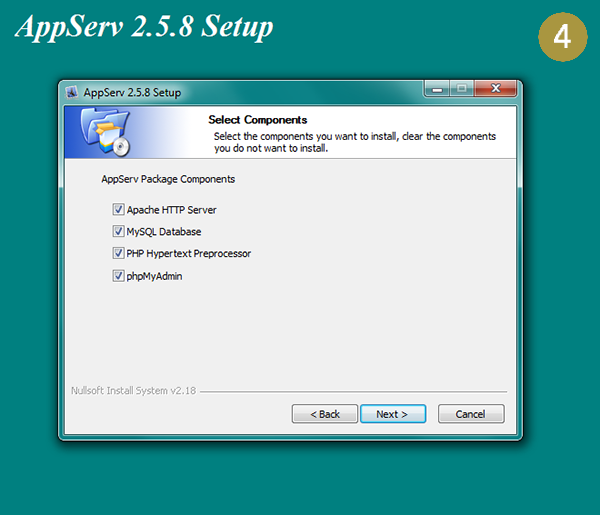 AppServ 2.5.8 Setup
4
AppServ 2.5.8 Setup
Select Components
Select the components you want to install, clear the components
you do not want to install.
AppServ Package Components
Apache HTTP Server
MySQL Database
PHP Hypertext Preprocessor
phpMyAdmin
Nullsoft Install System v2.18
< Back
Next >
Cancel